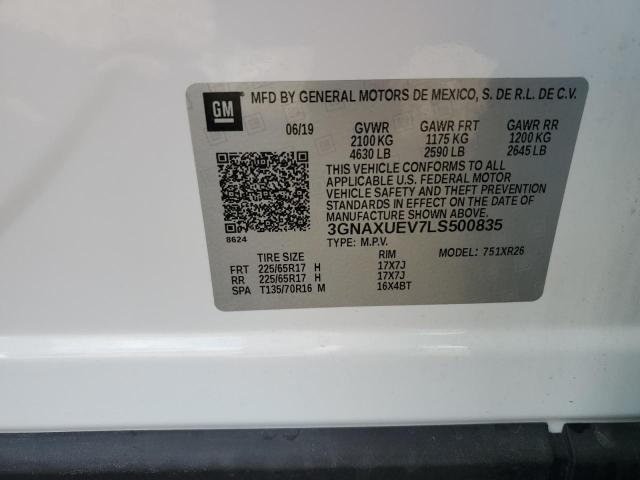 GM MFD BY GENERAL MOTORS DE MEXICO, S. DE R.L. DE C.V.
06/19 GVWR GAWR FRT GAWR RR
2100 KG 1175 KG 1200 KG
4630 LB 2590 LB 2645 LB
THIS VEHICLE CONFORMS TO ALL
APPLICABLE U.S. FEDERAL MOTOR
VEHICLE SAFETY AND THEFT PREVENTION
STANDARDS IN EFFECT ON THE DATE OF
MANUFACTURE SHOWN ABOVE.
8624 3GNAXUEV7LS500835
TYPE: M.P.V. MODEL: 751XR26
TIRE SIZE RIM
FRT 225/65R17 H 17X7J
RR 225/65R17 H 17X7J
SPA T135/70R16 M 16X4BT